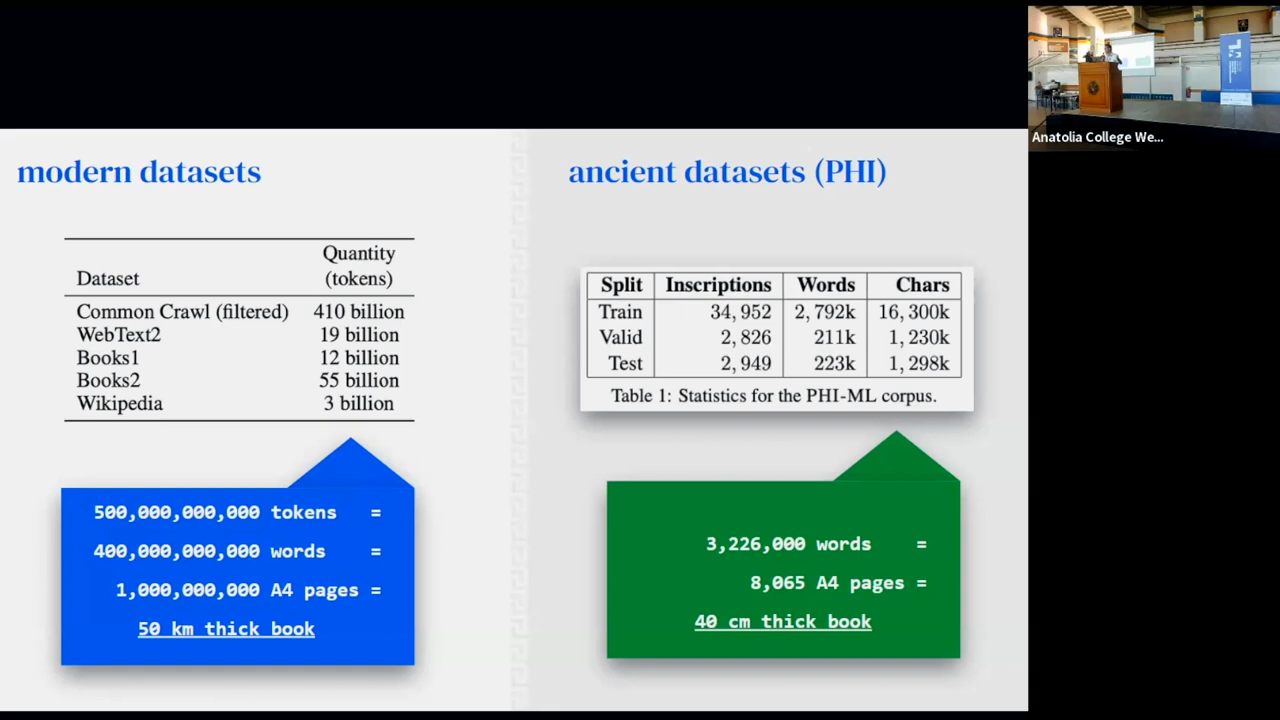 modern datasets
Dataset Quantity (tokens)
Common Crawl (filtered) 410 billion
WebText2 19 billion
Books1 12 billion
Books2 55 billion
Wikipedia 3 billion
500,000,000,000 tokens =
400,000,000,000 words =
1,000,000,000 A4 pages =
50 km thick book
ancient datasets (PHI)
Split Inscriptions Words Chars
Train 34,952 2,792k 16,300k
Valid 2,826 211k 1,230k
Test 2,949 223k 1,298k
Table 1: Statistics for the PHI-ML corpus.
3,226,000 words =
8,065 A4 pages =
40 cm thick book
Anatolia College We...